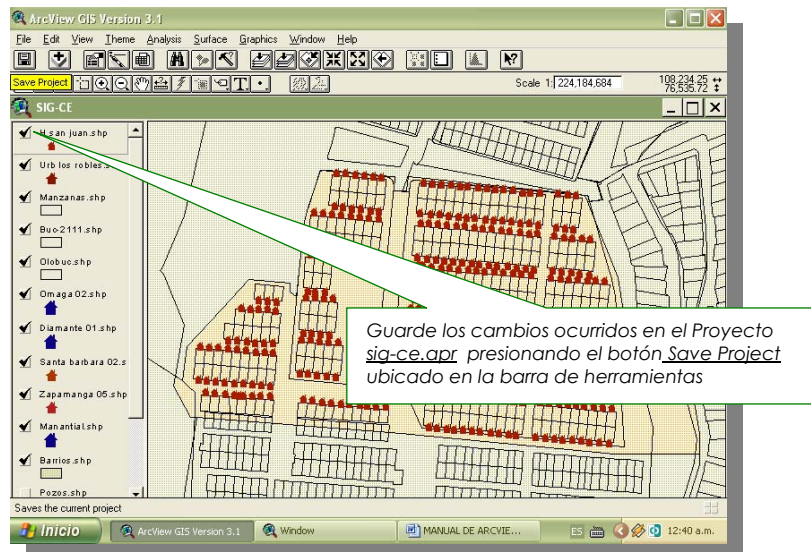 ArcView GIS Version 3.1
File Edit View Theme Analysis Surface Graphics Window Help
Save Project
Scale 1: 224,184,684
108,234.25
76,535.72
SIG-CE
H san juan.shp
Urb los robles.s
Manzanas.shp
Buc-2111.shp
Olobuc.shp
Omaga 02.shp
Diamante 01.shp
Santa barbara 02.s
Zapamanga 05.shp
Manantial.shp
Barrios.shp
Pozos.shp
Guarde los cambios ocurridos en el Proyecto
sig-ce.apr presionando el botón Save Project
ubicado en la barra de herramientas
Saves the current project
Inicio
ArcView GIS Version 3.1
Window
MANUAL DE ARCVIE...
ES
12:40 a.m.